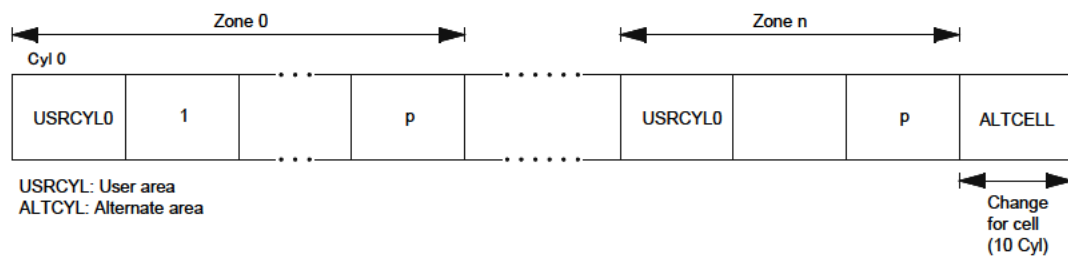 Zone 0
Zone n
Cyl 0
USRCYL0
1
p
USRCYL0
p
ALTCELL
USRCYL: User area
ALTCYL: Alternate area
Change
for cell
(10 Cyl)